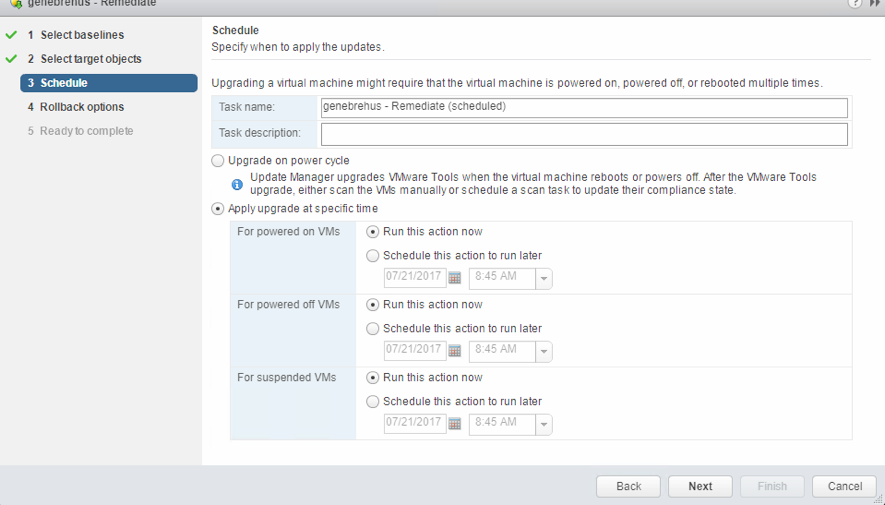 genebrehus - Remediate
?
1 Select baselines
2 Select target objects
3 Schedule
4 Rollback options
5 Ready to complete
Schedule
Specify when to apply the updates.
Upgrading a virtual machine might require that the virtual machine is powered on, powered off, or rebooted multiple times.
Task name: genebrehus - Remediate (scheduled)
Task description:
Upgrade on power cycle
Update Manager upgrades VMware Tools when the virtual machine reboots or powers off. After the VMware Tools
upgrade, either scan the VMs manually or schedule a scan task to update their compliance state.
Apply upgrade at specific time
For powered on VMs Run this action now
Schedule this action to run later
07/21/2017 8:45 AM
For powered off VMs Run this action now
Schedule this action to run later
07/21/2017 8:45 AM
For suspended VMs Run this action now
Schedule this action to run later
07/21/2017 8:45 AM
Back Next Finish Cancel